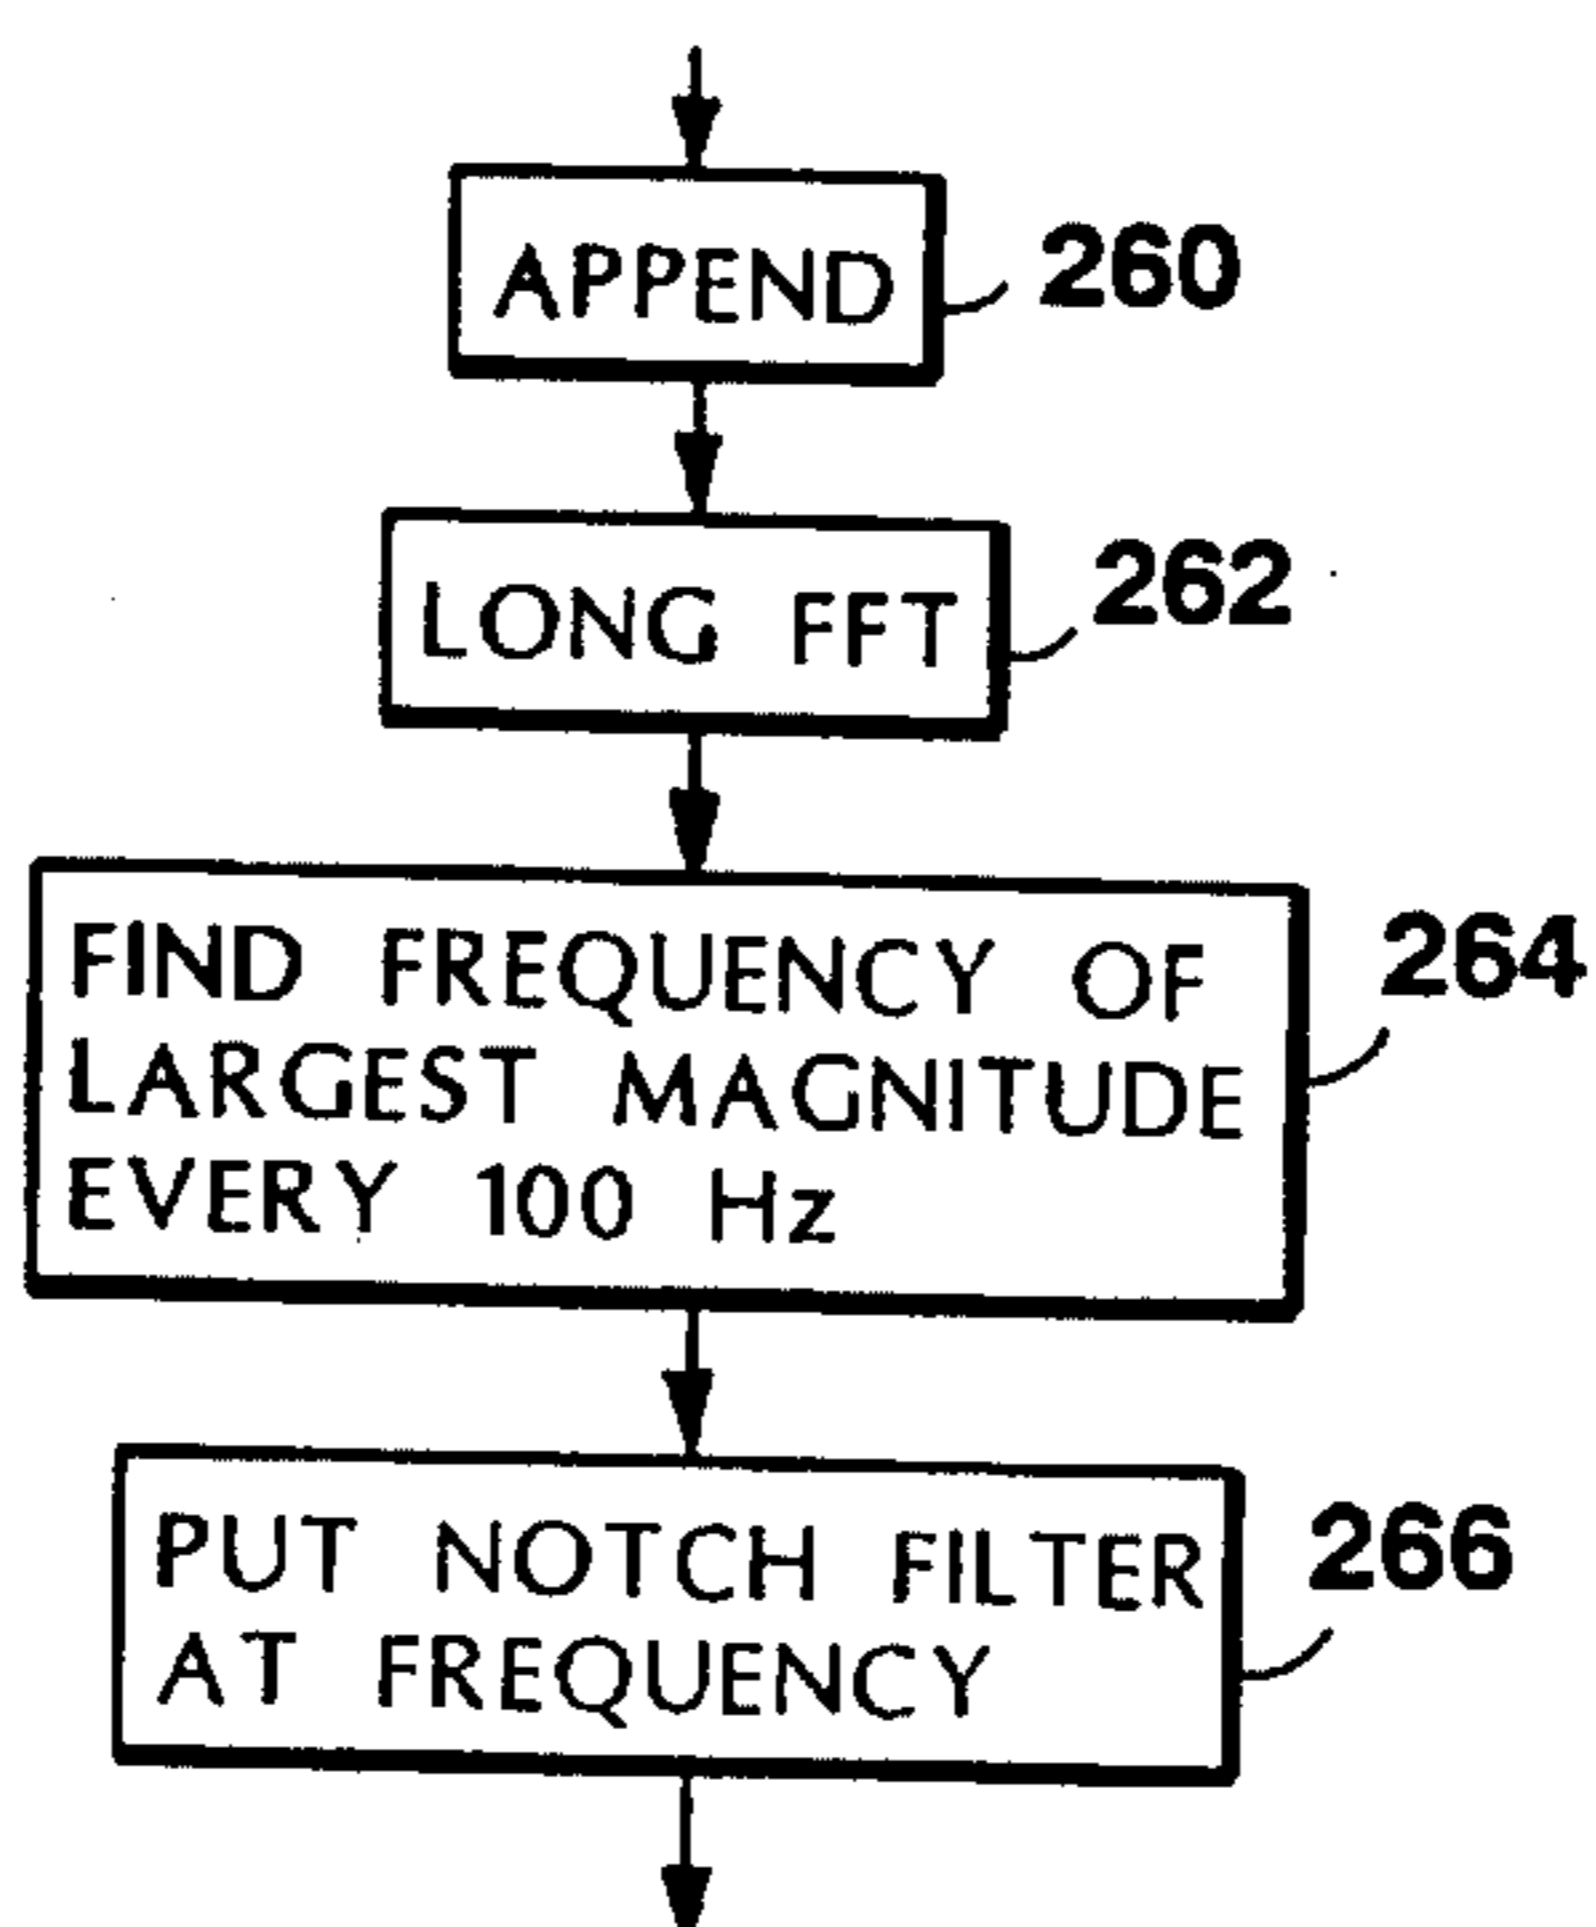 APPEND
260
LONG FFT
262
FIND FREQUENCY OF
LARGEST MAGNITUDE
EVERY 100 Hz
264
PUT NOTCH FILTER
AT FREQUENCY
266